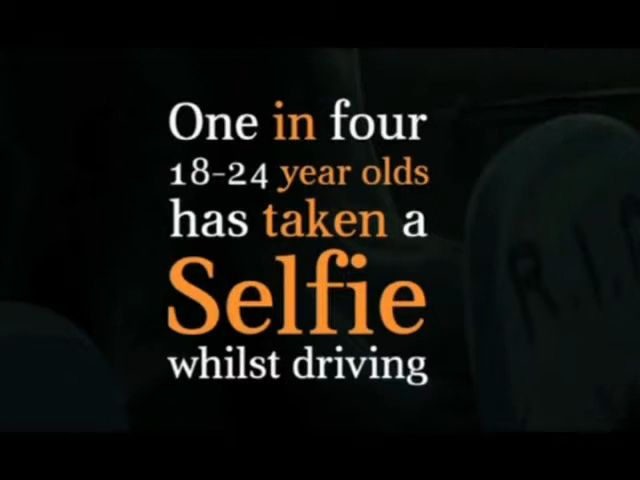 One in four
18-24 year olds
has taken a
Selfie
whilst driving
R.I.P